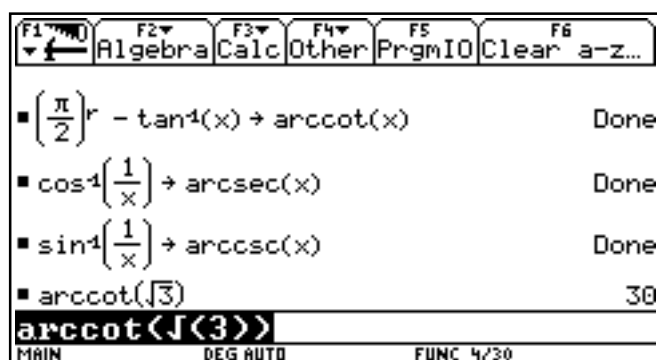 F1 F2 Algebra F3 Calc F4 Other F5 PrgmIO F6 Clear a-z…
(π/2)ʳ − tan⁻¹(x) → arccot(x) Done
cos⁻¹(1/x) → arcsec(x) Done
sin⁻¹(1/x) → arccsc(x) Done
arccot(√3) 30
arccot(√(3))
MAIN DEG AUTO FUNC 4/30